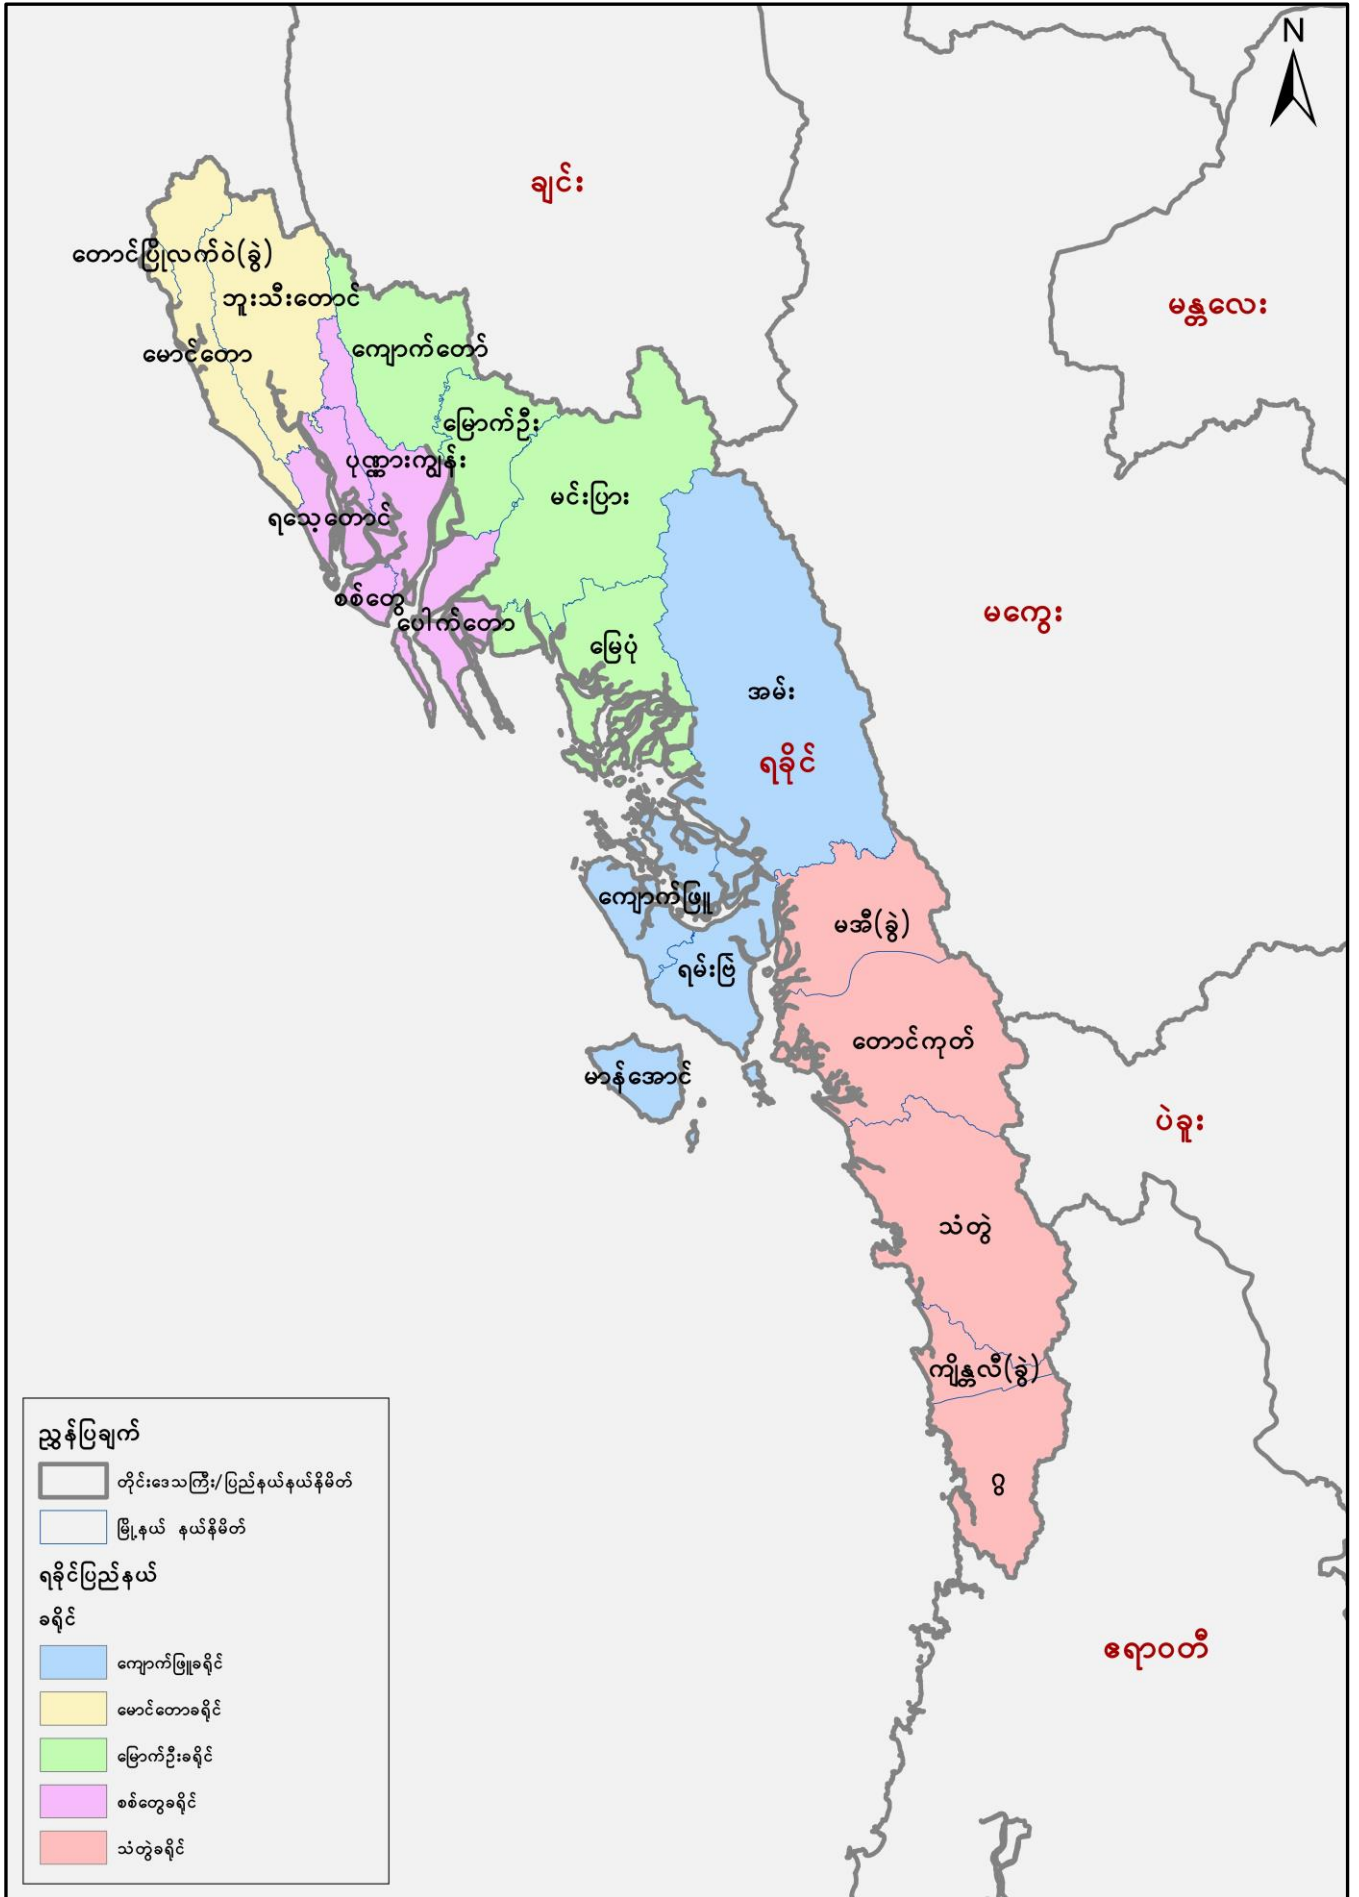 N
ချင်း
တောင်ပြိုလက်ဝဲ(ခွဲ)
ဘူးသီးတောင်
မန္တလေး
မောင်တော
ကျောက်တော်
မြောက်ဦး
ပုဏ္ဏားကျွန်း
မင်းပြား
ရသေ့တောင်
စစ်တွေ
ပေါက်တော
မကွေး
မြေပုံ
အမ်း
ရခိုင်
ကျောက်ဖြူ
မအီ(ခွဲ)
ရမ်းဗြဲ
တောင်ကုတ်
မာန်အောင်
ပဲခူး
သံတွဲ
ကျိန္တလီ(ခွဲ)
ဂွ
ဧရာဝတီ
ညွှန်ပြချက်
တိုင်းဒေသကြီး/ပြည်နယ်နယ်နိမိတ်
မြို့နယ် နယ်နိမိတ်
ရခိုင်ပြည်နယ်
ခရိုင်
ကျောက်ဖြူခရိုင်
မောင်တောခရိုင်
မြောက်ဦးခရိုင်
စစ်တွေခရိုင်
သံတွဲခရိုင်